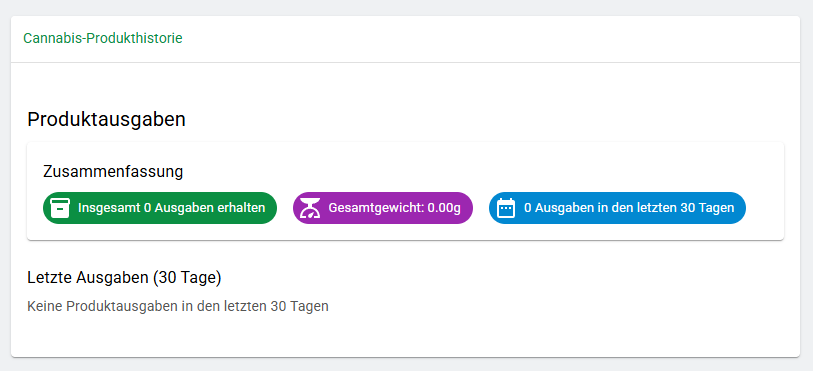 Cannabis-Produkthistorie
Produktausgaben
Zusammenfassung
Insgesamt 0 Ausgaben erhalten
Gesamtgewicht: 0.00g
0 Ausgaben in den letzten 30 Tagen
Letzte Ausgaben (30 Tage)
Keine Produktausgaben in den letzten 30 Tagen